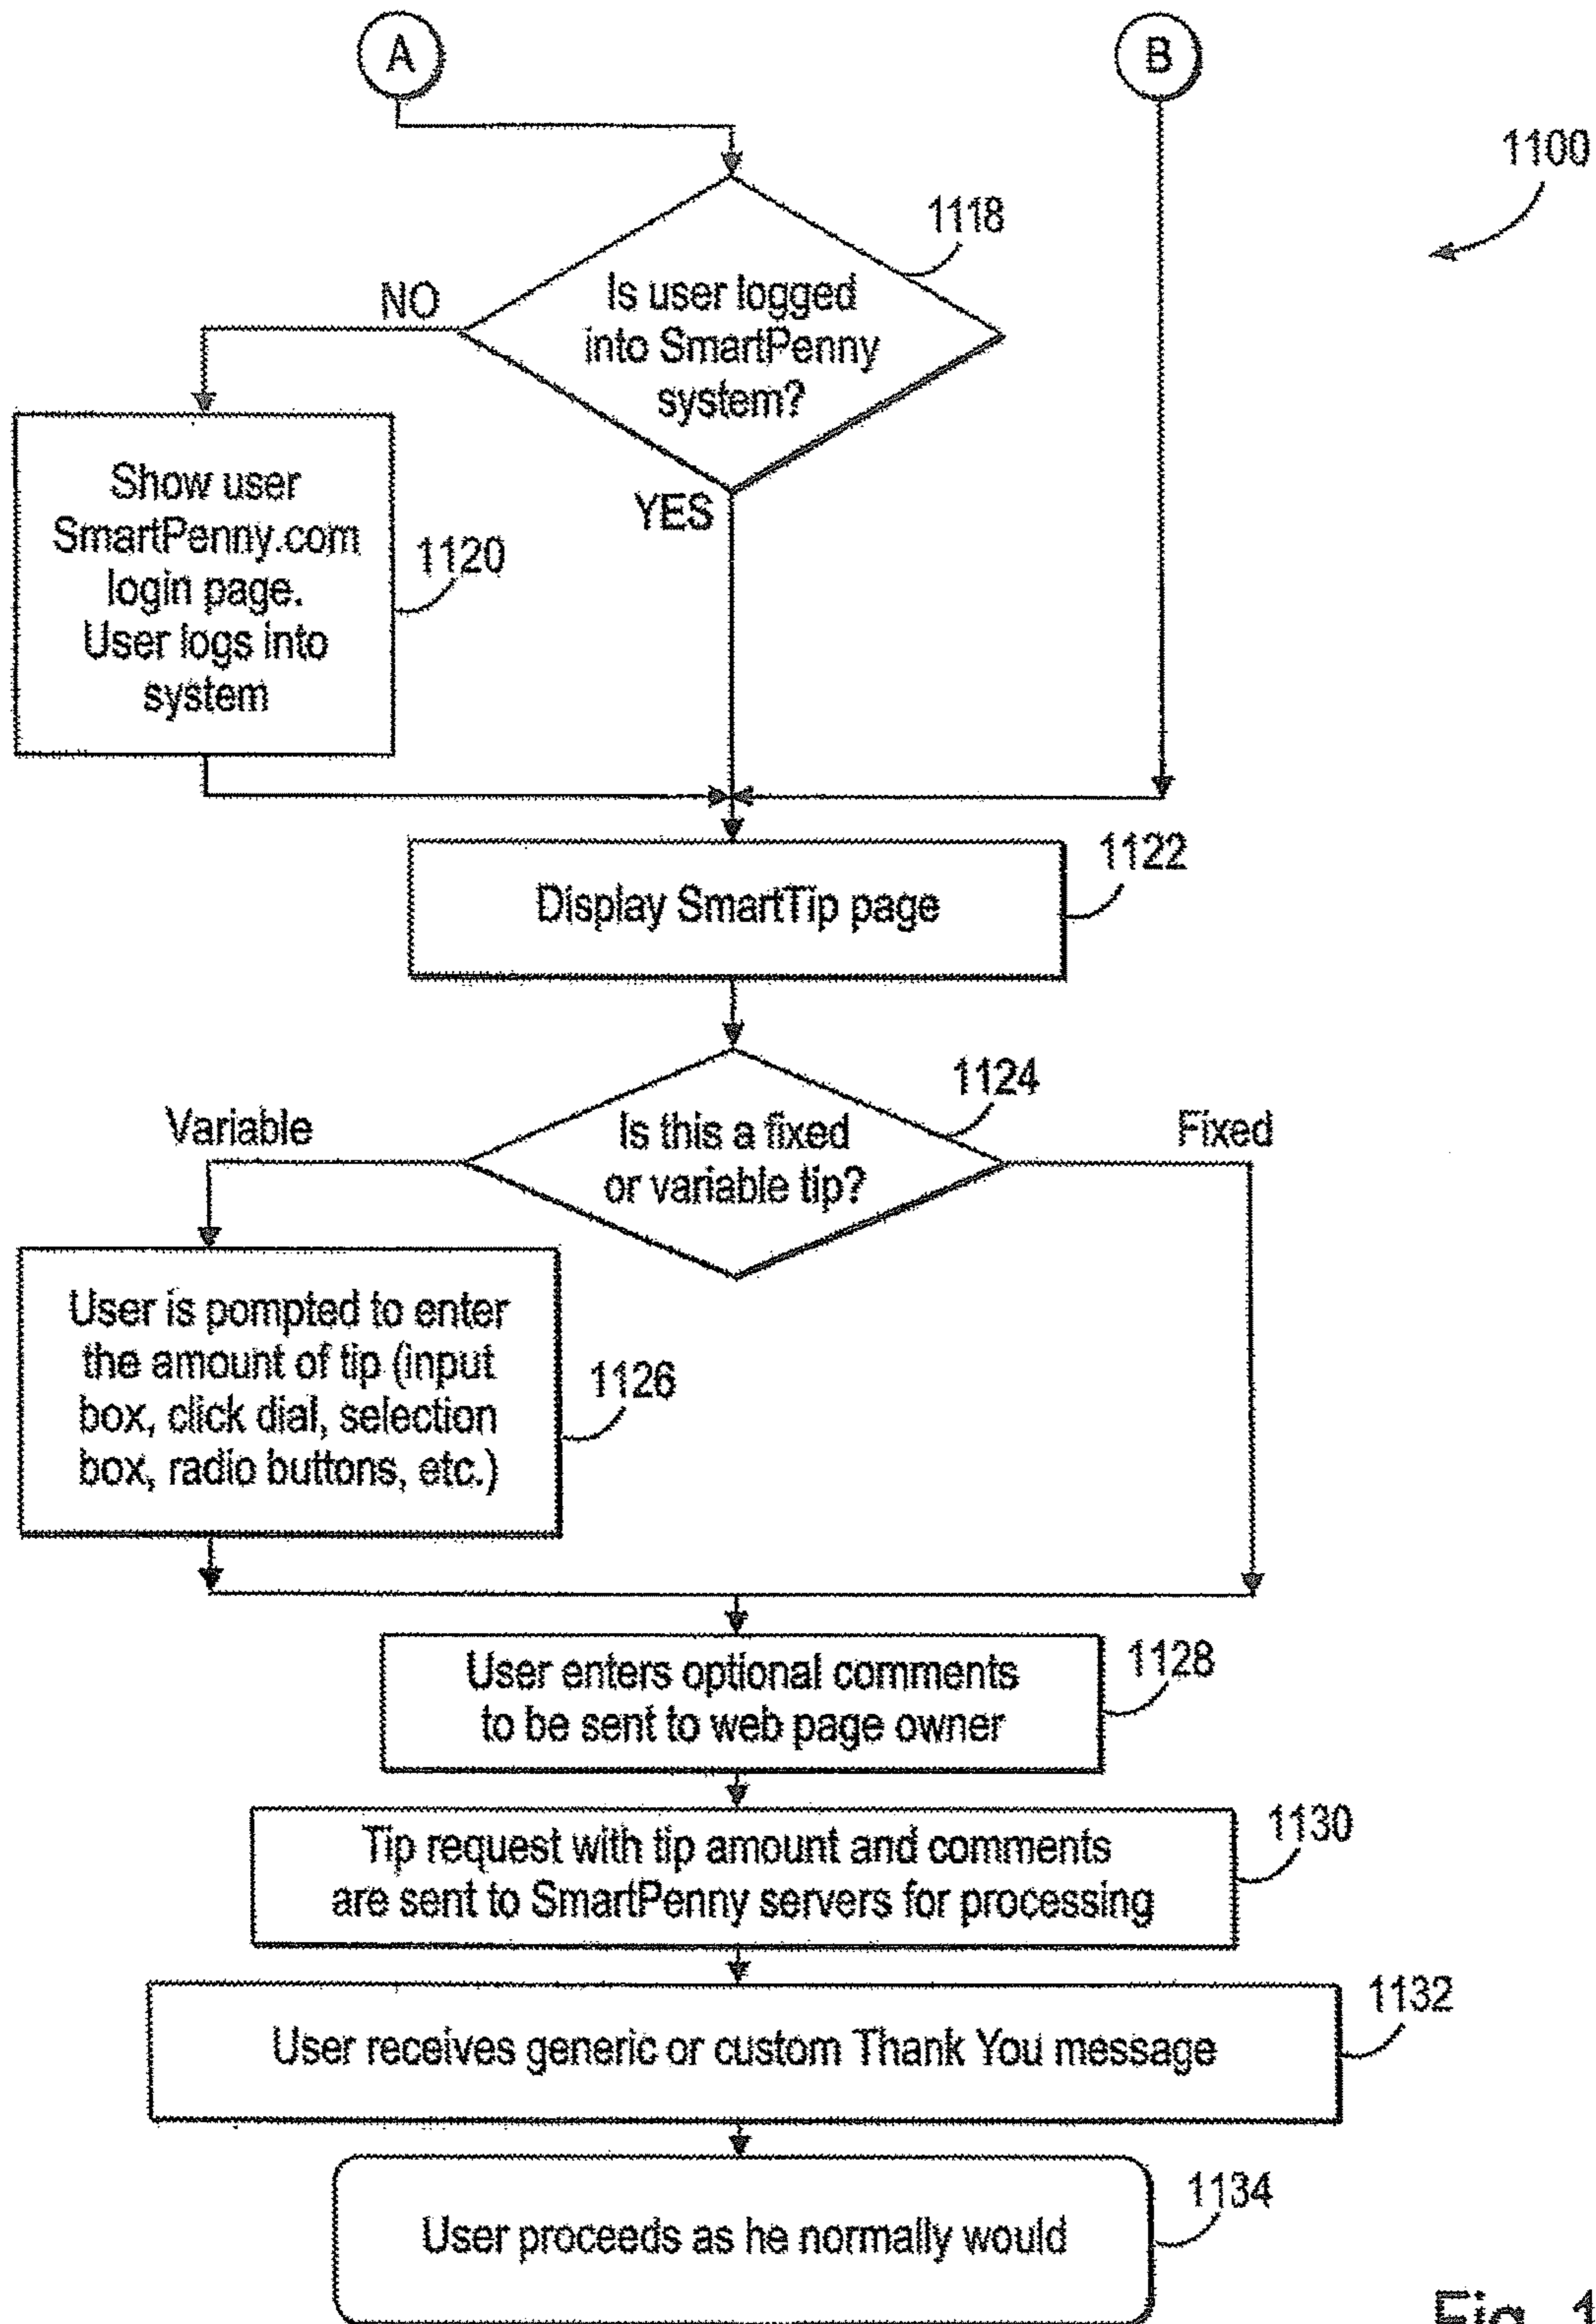 A
B
1100
1118
NO
Is user logged
into SmartPenny
system?
Show user
SmartPenny.com
login page.
User logs into
system
1120
YES
1122
Display SmartTip page
1124
Variable
Is this a fixed
or variable tip?
Fixed
User is pompted to enter
the amount of tip (input
box, click dial, selection
box, radio buttons, etc.)
1126
User enters optional comments
to be sent to web page owner
1128
Tip request with tip amount and comments
are sent to SmartPenny servers for processing
1130
User receives generic or custom Thank You message
1132
User proceeds as he normally would
1134
Fig.